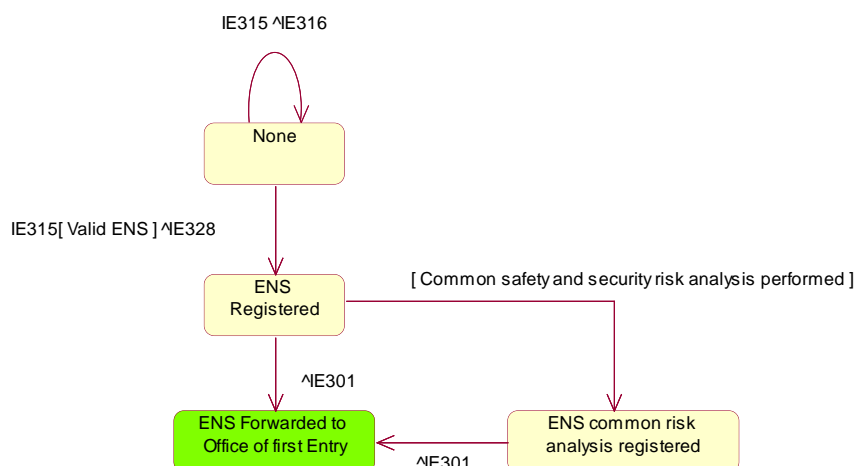 IE315 ^IE316
None
IE315[ Valid ENS ] ^IE328
[ Common safety and security risk analysis performed ]
ENS
Registered
^IE301
ENS Forwarded to
Office of first Entry
ENS common risk
analysis registered
^IE301